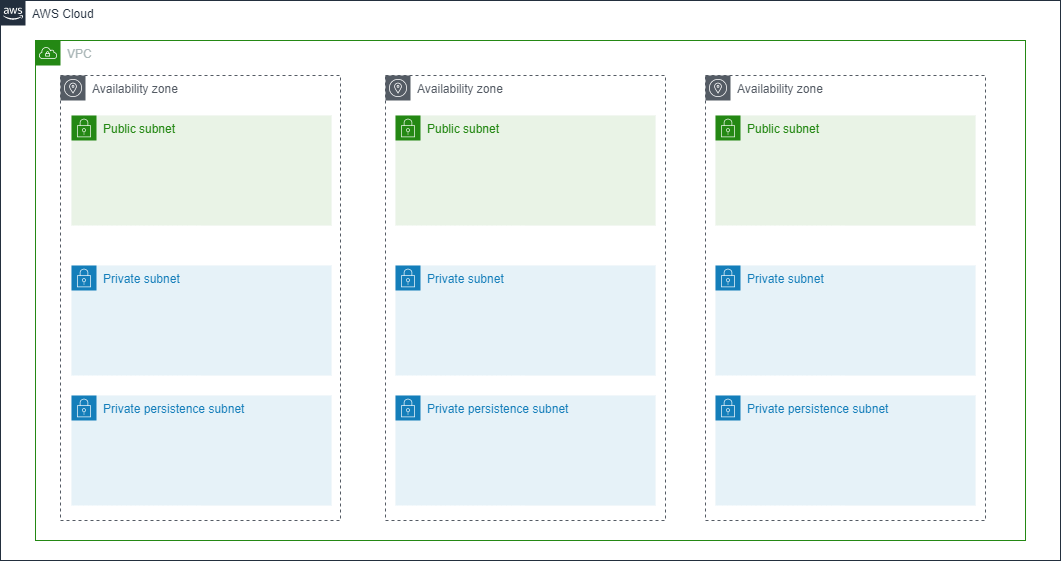 aws AWS Cloud
VPC
Availability zone Availability zone Availability zone
Public subnet Public subnet Public subnet
Private subnet Private subnet Private subnet
Private persistence subnet Private persistence subnet Private persistence subnet